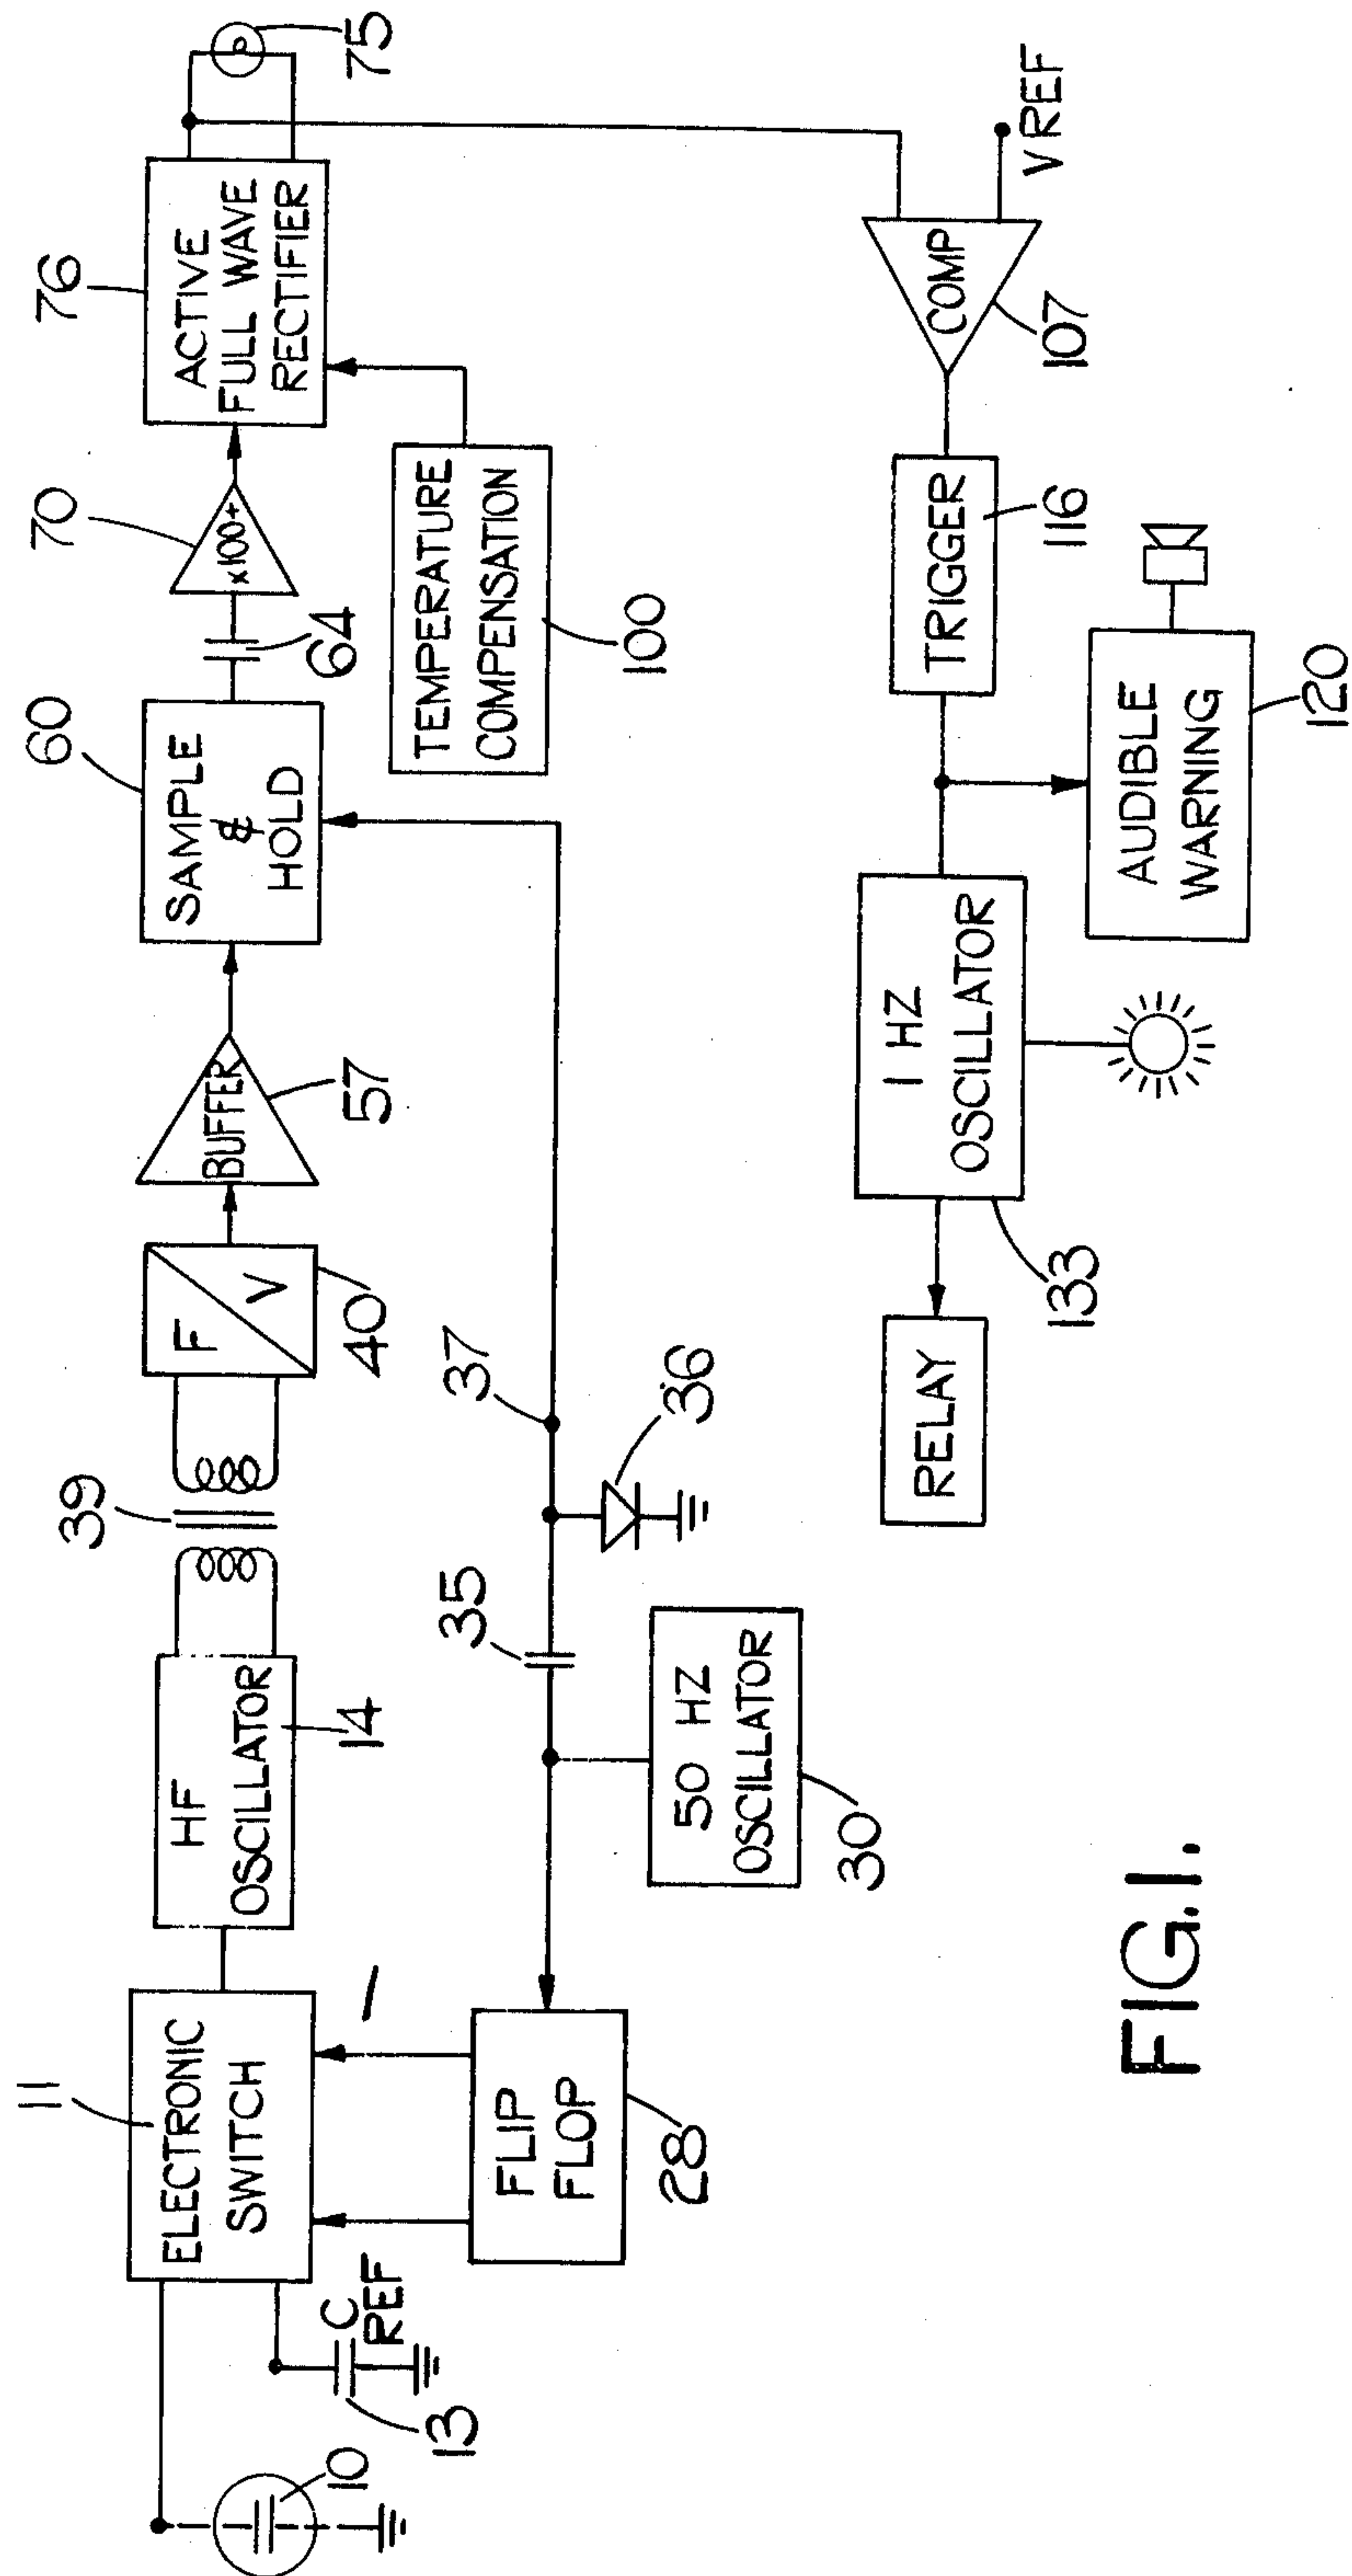 11
ELECTRONIC
SWITCH
10
13
C
REF
HF
OSCILLATOR
14
39
F
V
40
BUFFER
57
60
SAMPLE
&
HOLD
64
70
x100+
76
ACTIVE
FULL WAVE
RECTIFIER
75
FLIP
FLOP
28
50 HZ
OSCILLATOR
30
35
36
37
TEMPERATURE
COMPENSATION
100
RELAY
1 HZ
OSCILLATOR
133
TRIGGER
116
COMP
107
V REF
AUDIBLE
WARNING
120
FIG.1.